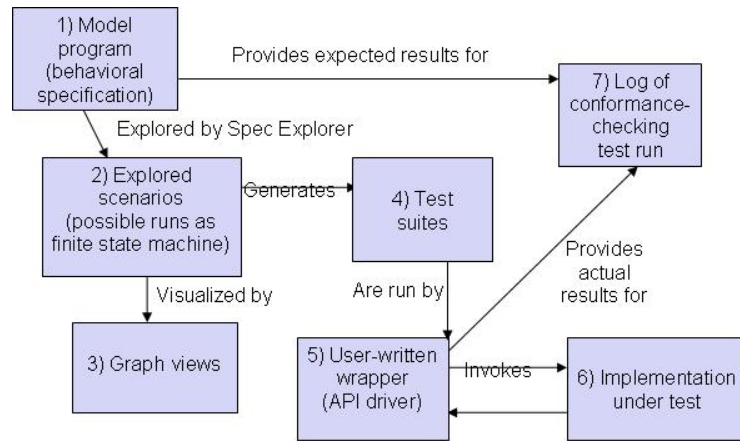 1) Model
program
(behavioral
specification)
Provides expected results for
7) Log of
conformance-
checking
test run
Explored by Spec Explorer
2) Explored
scenarios
(possible runs as
finite state machine)
Generates
4) Test
suites
Provides
actual
results for
Visualized by
Are run by
3) Graph views
5) User-written
wrapper
(API driver)
Invokes
6) Implementation
under test